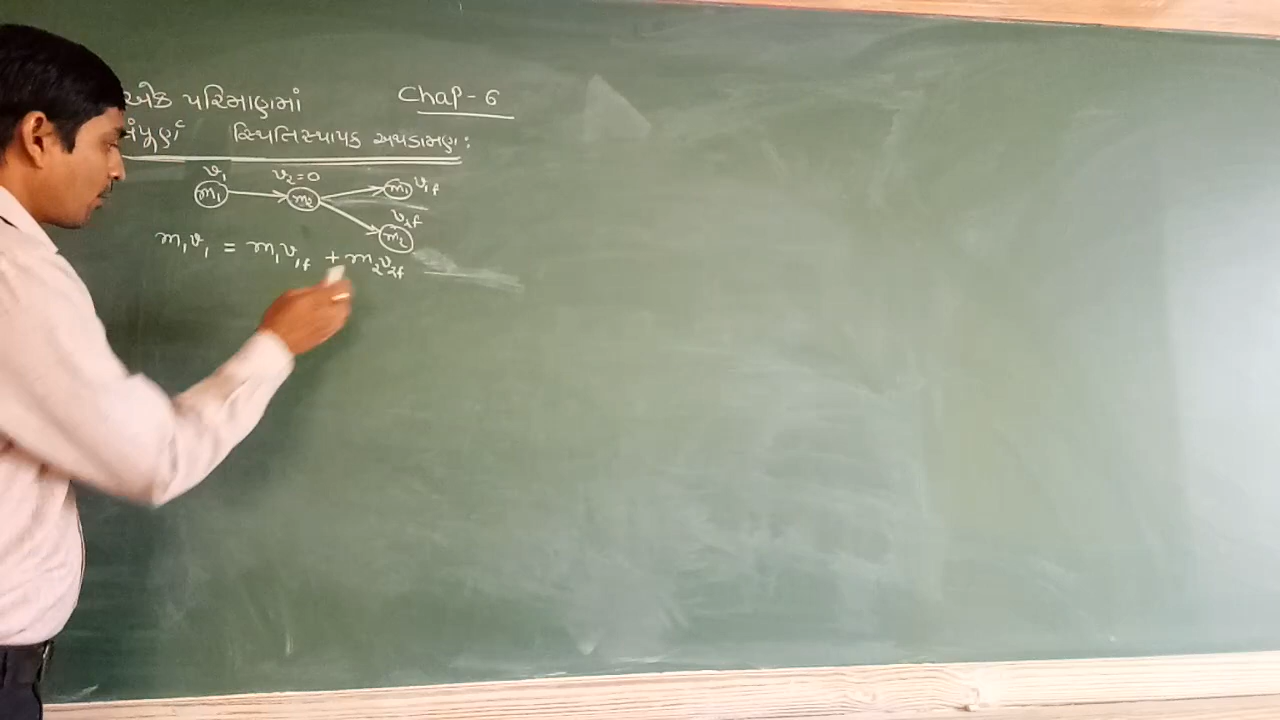 એક પરિમાણમાં Chap - 6
સંપૂર્ણ સ્થિતિસ્થાપક અથડામણ :
v₁ v₂=0 m₁ v₁f
m₁ m₂
v₂f
m₂
m₁v₁ = m₁v₁f + m₂v₂f